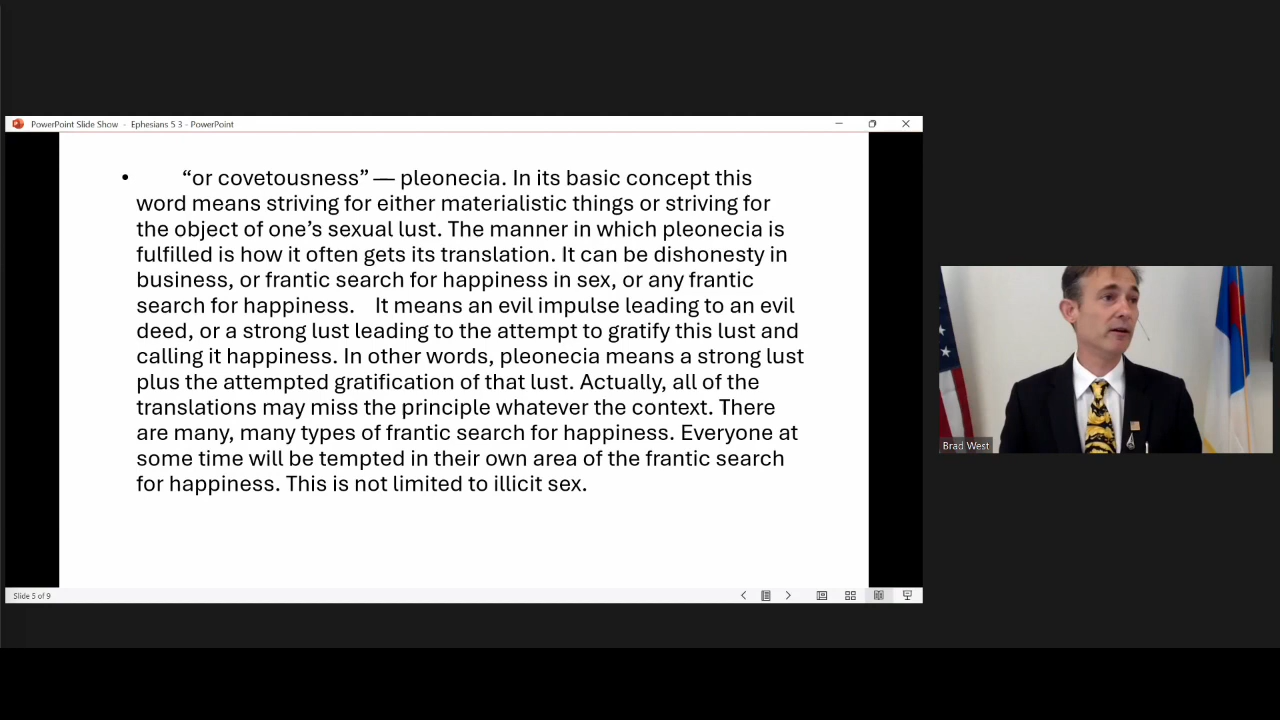 PowerPoint Slide Show - Ephesians 5 3 - PowerPoint
• “or covetousness” — pleonecia. In its basic concept this
word means striving for either materialistic things or striving for
the object of one’s sexual lust. The manner in which pleonecia is
fulfilled is how it often gets its translation. It can be dishonesty in
business, or frantic search for happiness in sex, or any frantic
search for happiness. It means an evil impulse leading to an evil
deed, or a strong lust leading to the attempt to gratify this lust and
calling it happiness. In other words, pleonecia means a strong lust
plus the attempted gratification of that lust. Actually, all of the
translations may miss the principle whatever the context. There
are many, many types of frantic search for happiness. Everyone at
some time will be tempted in their own area of the frantic search
for happiness. This is not limited to illicit sex.
Slide 5 of 9
Brad West